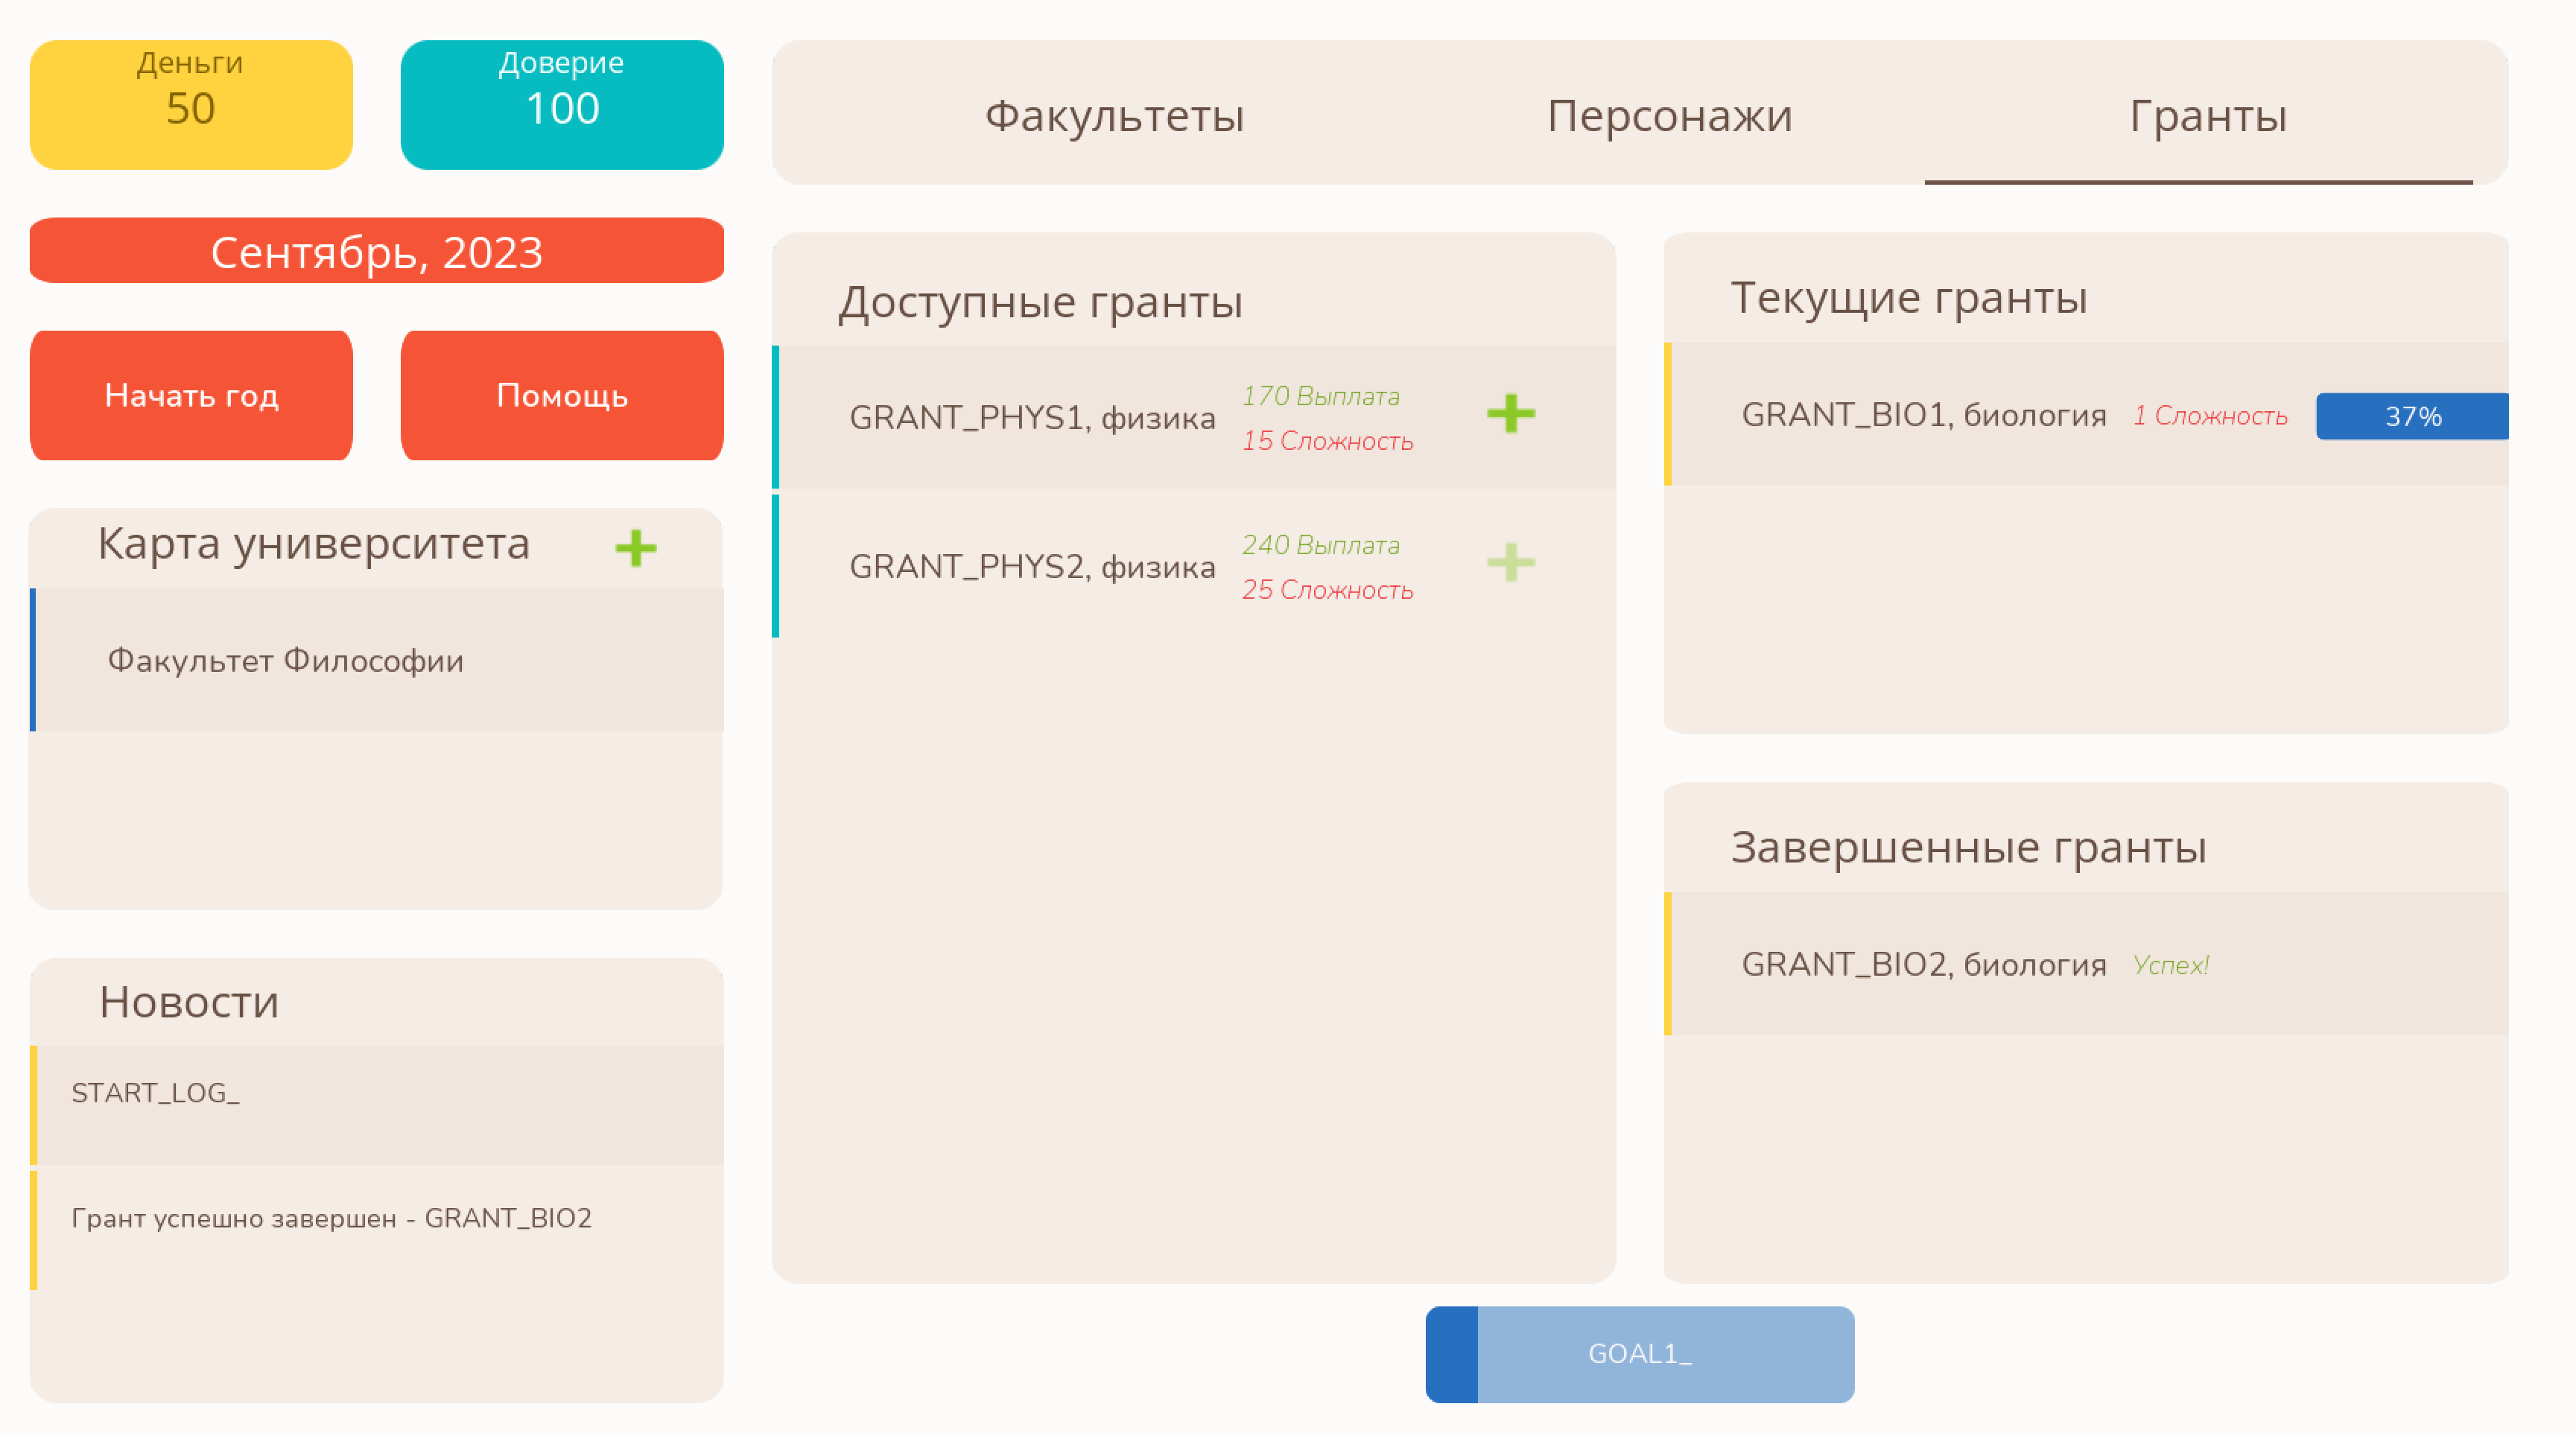 Деньги
50
Доверие
100
Сентябрь, 2023
Начать год
Помощь
Карта университета
Факультет Философии
Новости
START_LOG_
Грант успешно завершен - GRANT_BIO2
Факультеты
Персонажи
Гранты
Доступные гранты
GRANT_PHYS1, физика
170 Выплата
15 Сложность
GRANT_PHYS2, физика
240 Выплата
25 Сложность
Текущие гранты
GRANT_BIO1, биология
1 Сложность
37%
Завершенные гранты
GRANT_BIO2, биология
Успех!
GOAL1_